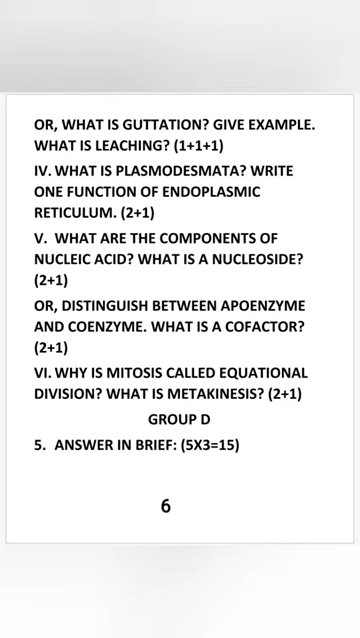 OR, WHAT IS GUTTATION? GIVE EXAMPLE.
WHAT IS LEACHING? (1+1+1)
IV. WHAT IS PLASMODESMATA? WRITE
ONE FUNCTION OF ENDOPLASMIC
RETICULUM. (2+1)
V. WHAT ARE THE COMPONENTS OF
NUCLEIC ACID? WHAT IS A NUCLEOSIDE?
(2+1)
OR, DISTINGUISH BETWEEN APOENZYME
AND COENZYME. WHAT IS A COFACTOR?
(2+1)
VI. WHY IS MITOSIS CALLED EQUATIONAL
DIVISION? WHAT IS METAKINESIS? (2+1)
GROUP D
5. ANSWER IN BRIEF: (5X3=15)
6